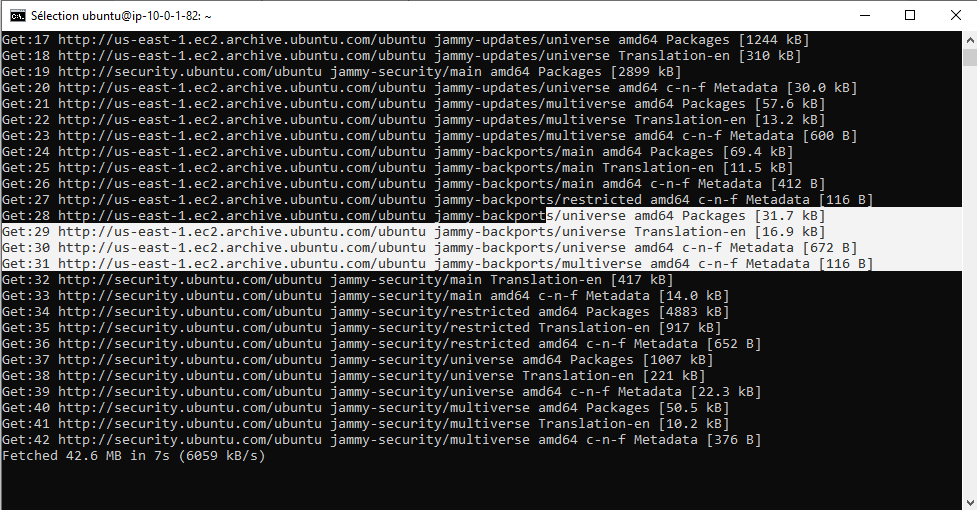 Sélection ubuntu@ip-10-0-1-82: ~
Get:17 http://us-east-1.ec2.archive.ubuntu.com/ubuntu jammy-updates/universe amd64 Packages [1244 kB]
Get:18 http://us-east-1.ec2.archive.ubuntu.com/ubuntu jammy-updates/universe Translation-en [310 kB]
Get:19 http://security.ubuntu.com/ubuntu jammy-security/main amd64 Packages [2899 kB]
Get:20 http://us-east-1.ec2.archive.ubuntu.com/ubuntu jammy-updates/universe amd64 c-n-f Metadata [30.0 kB]
Get:21 http://us-east-1.ec2.archive.ubuntu.com/ubuntu jammy-updates/multiverse amd64 Packages [57.6 kB]
Get:22 http://us-east-1.ec2.archive.ubuntu.com/ubuntu jammy-updates/multiverse Translation-en [13.2 kB]
Get:23 http://us-east-1.ec2.archive.ubuntu.com/ubuntu jammy-updates/multiverse amd64 c-n-f Metadata [600 B]
Get:24 http://us-east-1.ec2.archive.ubuntu.com/ubuntu jammy-backports/main amd64 Packages [69.4 kB]
Get:25 http://us-east-1.ec2.archive.ubuntu.com/ubuntu jammy-backports/main Translation-en [11.5 kB]
Get:26 http://us-east-1.ec2.archive.ubuntu.com/ubuntu jammy-backports/main amd64 c-n-f Metadata [412 B]
Get:27 http://us-east-1.ec2.archive.ubuntu.com/ubuntu jammy-backports/restricted amd64 c-n-f Metadata [116 B]
Get:28 http://us-east-1.ec2.archive.ubuntu.com/ubuntu jammy-backports/universe amd64 Packages [31.7 kB]
Get:29 http://us-east-1.ec2.archive.ubuntu.com/ubuntu jammy-backports/universe Translation-en [16.9 kB]
Get:30 http://us-east-1.ec2.archive.ubuntu.com/ubuntu jammy-backports/universe amd64 c-n-f Metadata [672 B]
Get:31 http://us-east-1.ec2.archive.ubuntu.com/ubuntu jammy-backports/multiverse amd64 c-n-f Metadata [116 B]
Get:32 http://security.ubuntu.com/ubuntu jammy-security/main Translation-en [417 kB]
Get:33 http://security.ubuntu.com/ubuntu jammy-security/main amd64 c-n-f Metadata [14.0 kB]
Get:34 http://security.ubuntu.com/ubuntu jammy-security/restricted amd64 Packages [4883 kB]
Get:35 http://security.ubuntu.com/ubuntu jammy-security/restricted Translation-en [917 kB]
Get:36 http://security.ubuntu.com/ubuntu jammy-security/restricted amd64 c-n-f Metadata [652 B]
Get:37 http://security.ubuntu.com/ubuntu jammy-security/universe amd64 Packages [1007 kB]
Get:38 http://security.ubuntu.com/ubuntu jammy-security/universe Translation-en [221 kB]
Get:39 http://security.ubuntu.com/ubuntu jammy-security/universe amd64 c-n-f Metadata [22.3 kB]
Get:40 http://security.ubuntu.com/ubuntu jammy-security/multiverse amd64 Packages [50.5 kB]
Get:41 http://security.ubuntu.com/ubuntu jammy-security/multiverse Translation-en [10.2 kB]
Get:42 http://security.ubuntu.com/ubuntu jammy-security/multiverse amd64 c-n-f Metadata [376 B]
Fetched 42.6 MB in 7s (6059 kB/s)